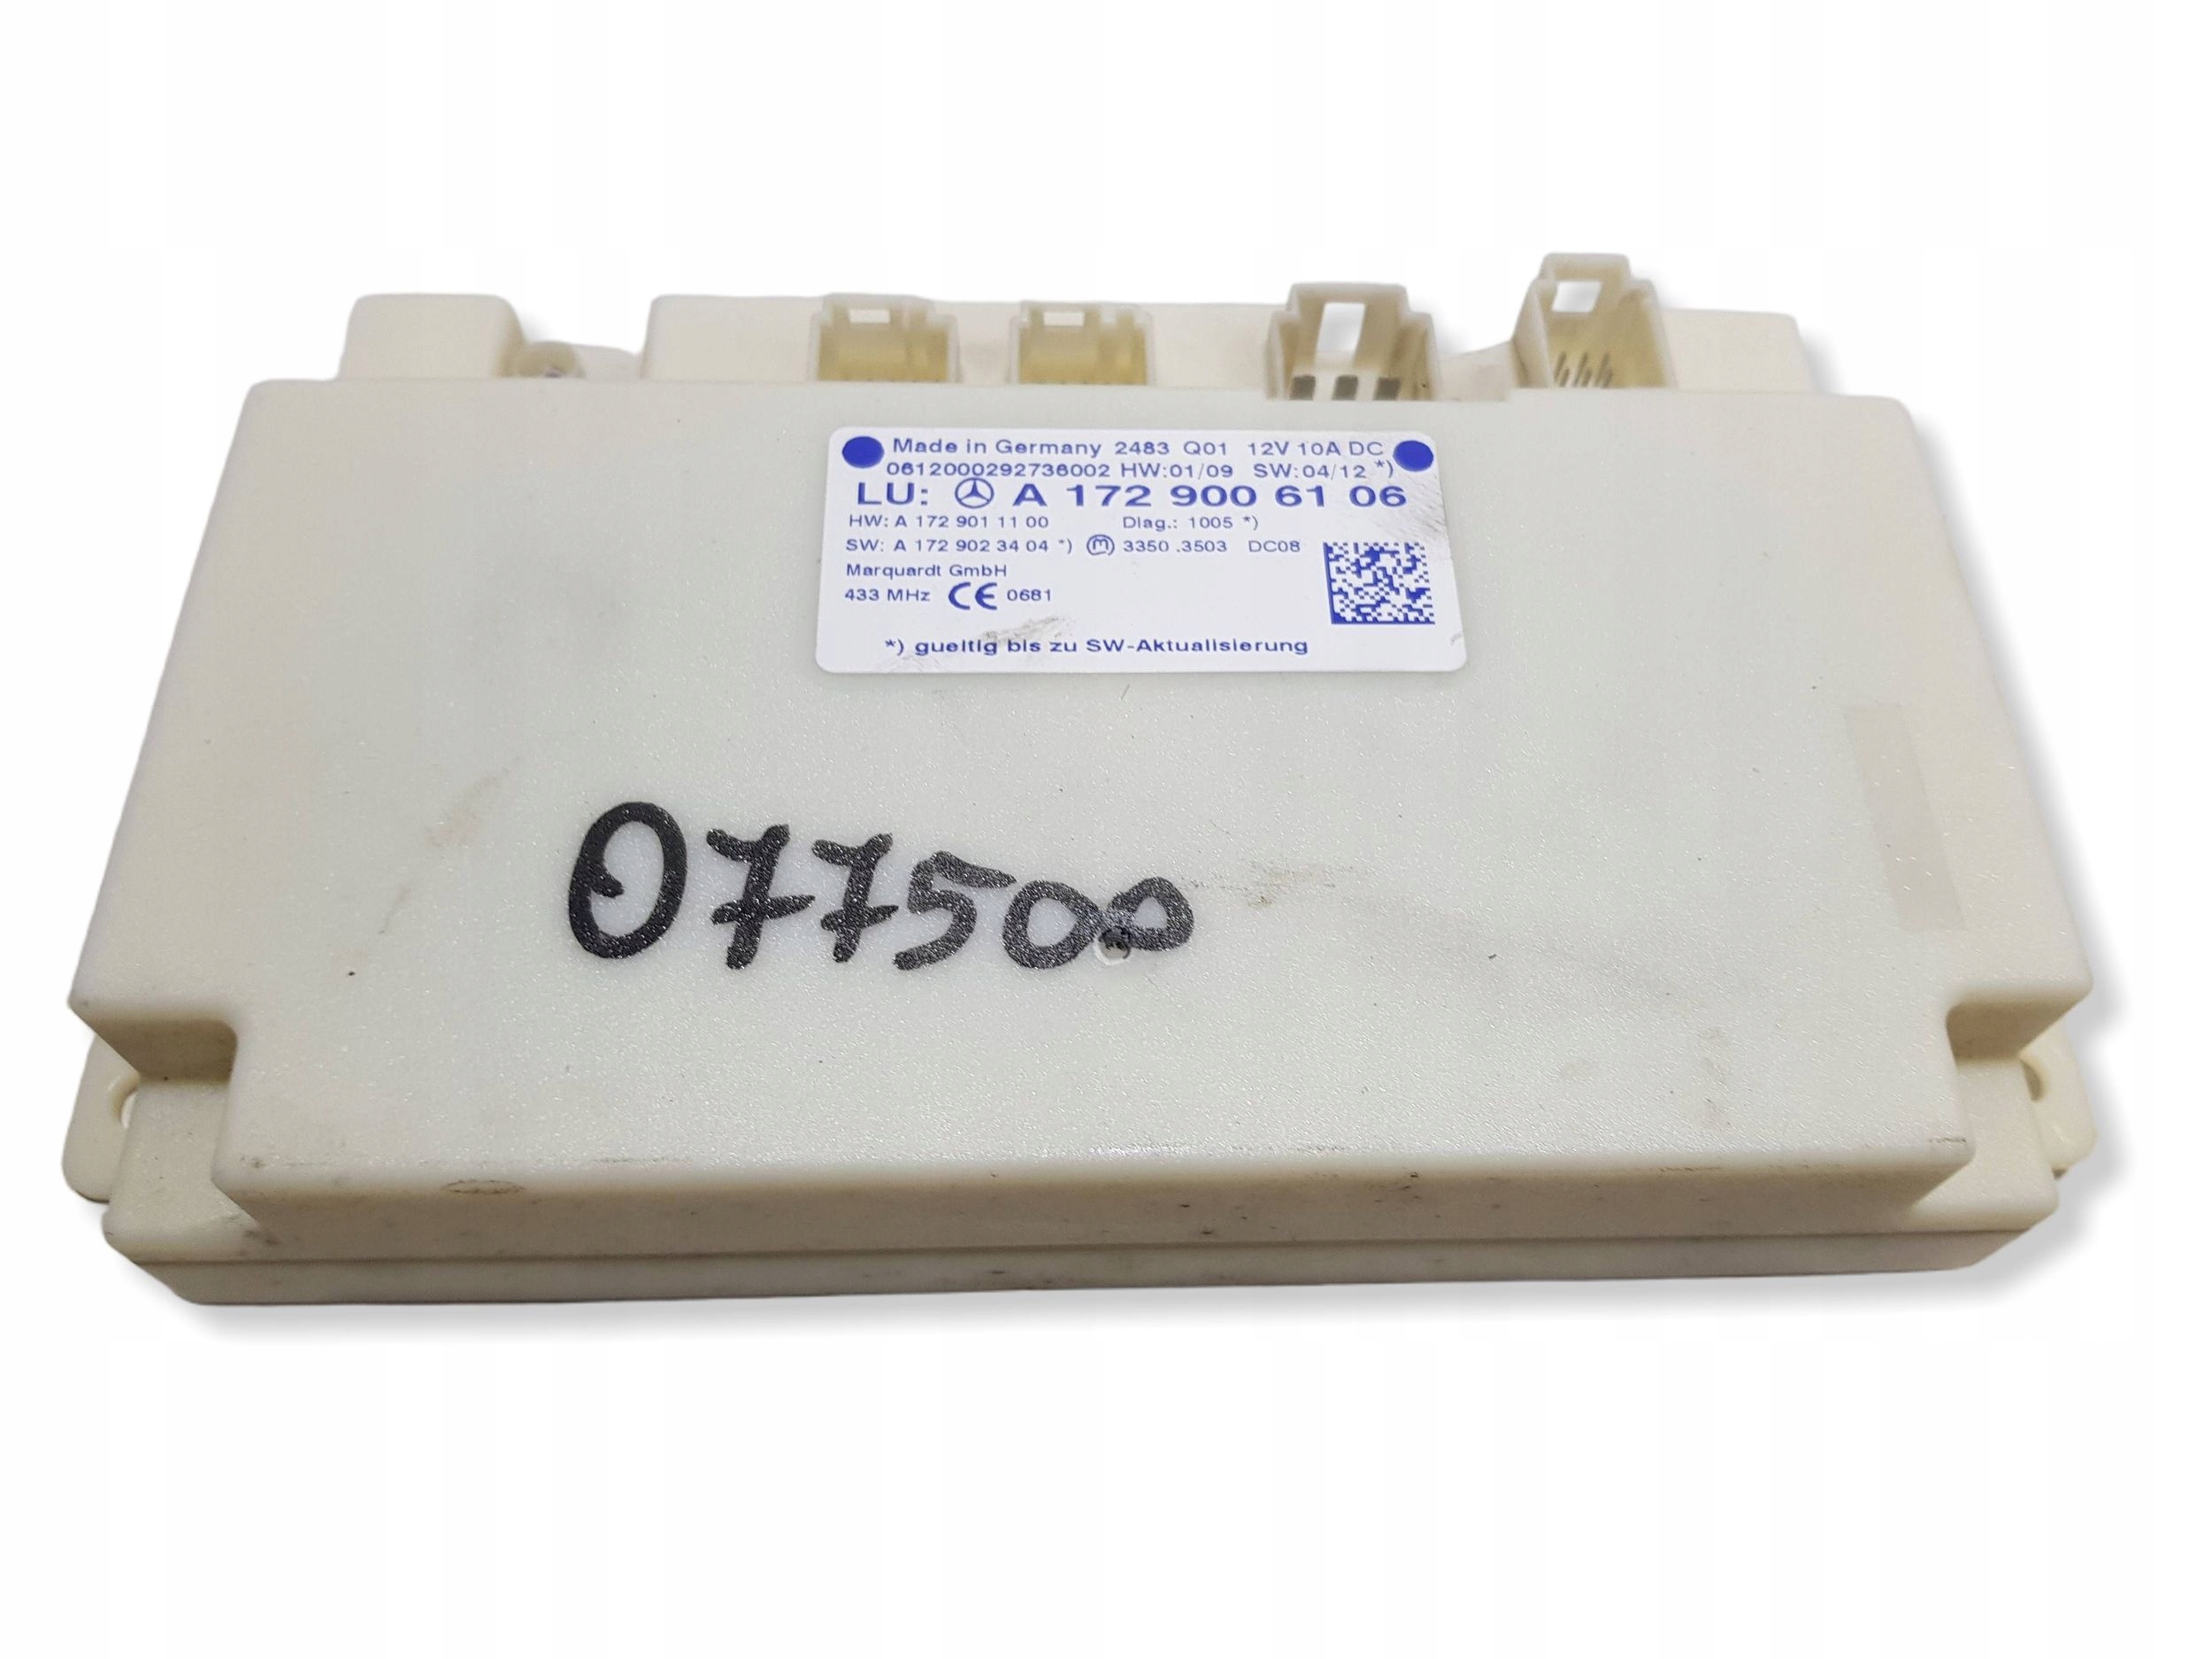 Made in Germany 2483 Q01 12V 10A DC
0612000292736002 HW:01/09 SW:04/12 *)
LU: A 172 900 61 06
HW: A 172 901 11 00 Diag.: 1005 *)
SW: A 172 902 34 04 *) m 3350 .3503 DC08
Marquardt GmbH
433 MHz CE 0681
*) gueltig bis zu SW-Aktualisierung
077500